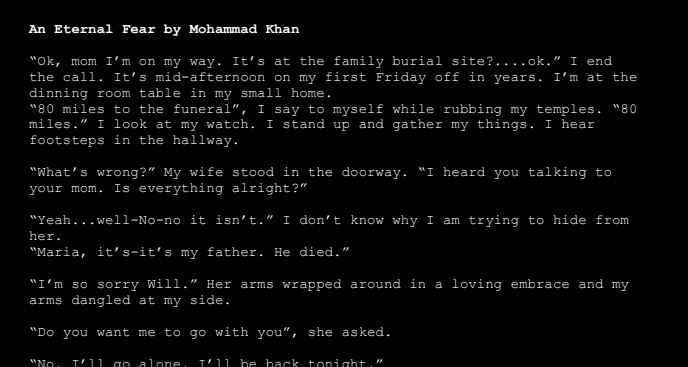 An Eternal Fear by Mohammad Khan
“Ok, mom I’m on my way. It’s at the family burial site?....ok.” I end
the call. It’s mid-afternoon on my first Friday off in years. I’m at the
dinning room table in my small home.
“80 miles to the funeral”, I say to myself while rubbing my temples. “80
miles.” I look at my watch. I stand up and gather my things. I hear
footsteps in the hallway.
“What’s wrong?” My wife stood in the doorway. “I heard you talking to
your mom. Is everything alright?”
“Yeah...well-No-no it isn’t.” I don’t know why I am trying to hide from
her.
“Maria, it’s-it’s my father. He died.”
“I’m so sorry Will.” Her arms wrapped around in a loving embrace and my
arms dangled at my side.
“Do you want me to go with you”, she asked.
“No. I’ll go alone. I’ll be back tonight.”